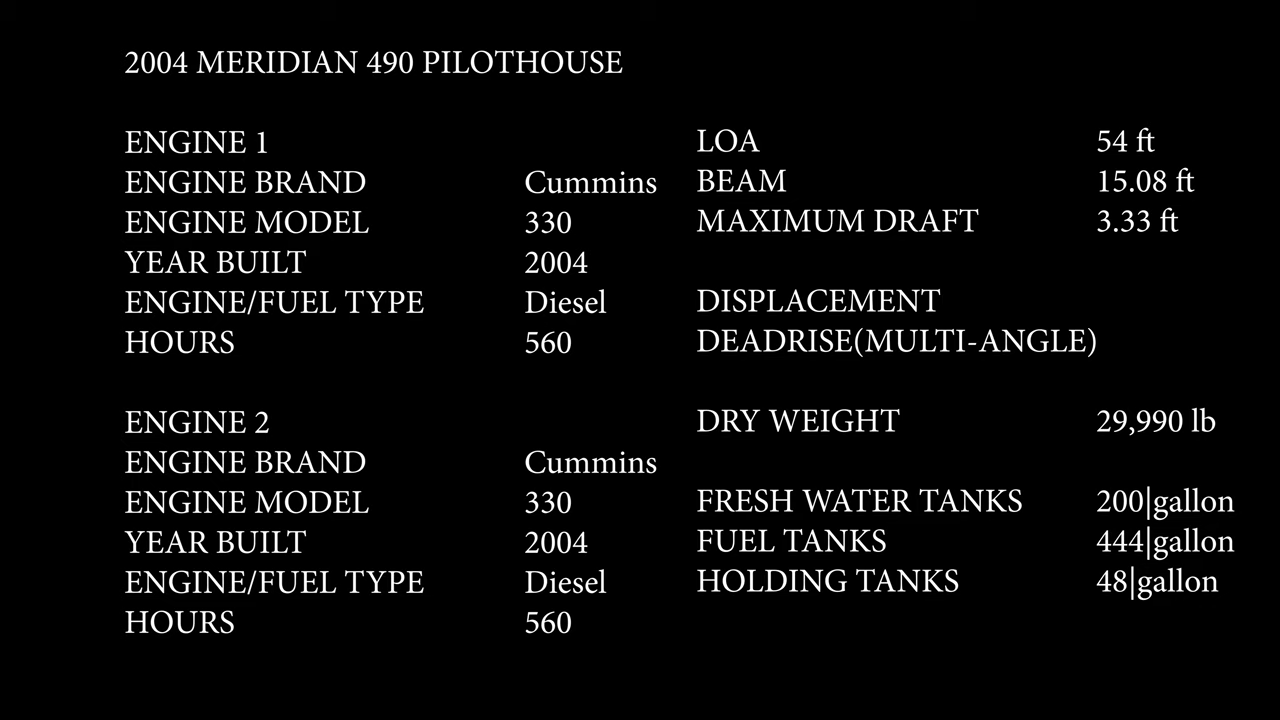 2004 MERIDIAN 490 PILOTHOUSE
ENGINE 1
ENGINE BRAND Cummins
ENGINE MODEL 330
YEAR BUILT 2004
ENGINE/FUEL TYPE Diesel
HOURS 560
ENGINE 2
ENGINE BRAND Cummins
ENGINE MODEL 330
YEAR BUILT 2004
ENGINE/FUEL TYPE Diesel
HOURS 560
LOA 54 ft
BEAM 15.08 ft
MAXIMUM DRAFT 3.33 ft
DISPLACEMENT
DEADRISE(MULTI-ANGLE)
DRY WEIGHT 29,990 lb
FRESH WATER TANKS 200|gallon
FUEL TANKS 444|gallon
HOLDING TANKS 48|gallon